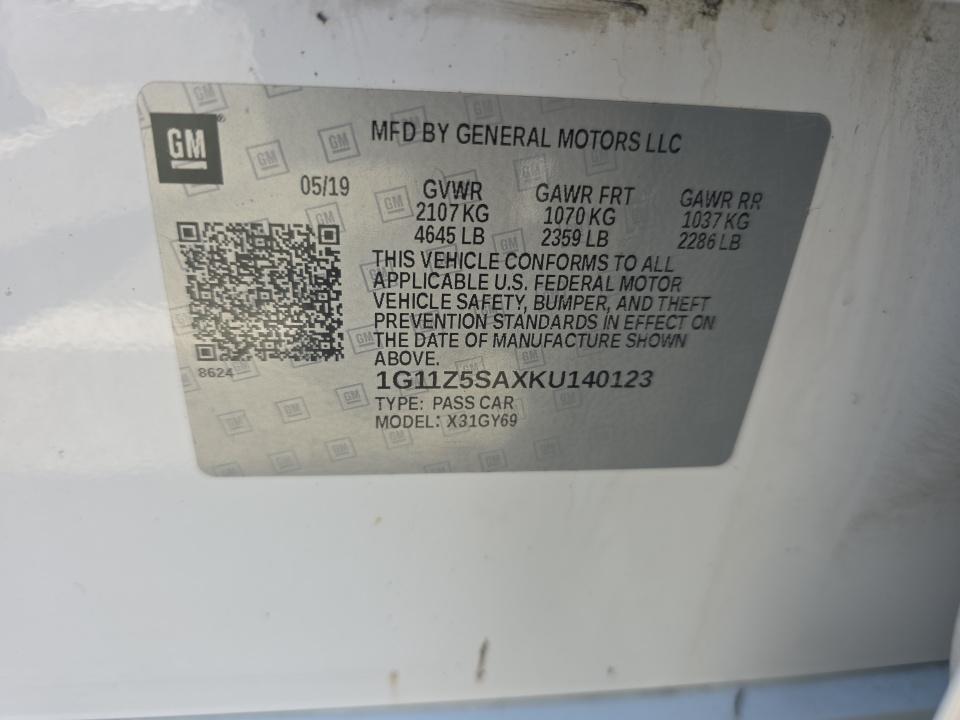 GM
MFD BY GENERAL MOTORS LLC
05/19
GVWR GAWR FRT GAWR RR
2107 KG 1070 KG 1037 KG
4645 LB 2359 LB 2286 LB
THIS VEHICLE CONFORMS TO ALL
APPLICABLE U.S. FEDERAL MOTOR
VEHICLE SAFETY, BUMPER, AND THEFT
PREVENTION STANDARDS IN EFFECT ON
THE DATE OF MANUFACTURE SHOWN
ABOVE.
8624
1G11Z5SAXKU140123
TYPE: PASS CAR
MODEL: X31GY69